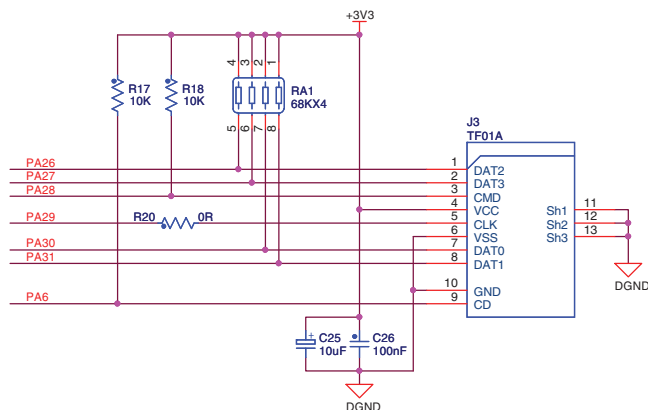 +3V3
4 3 2 1
R17
10K
R18
10K
RA1
68KX4
5 6 7 8
J3
TF01A
PA26
1
DAT2
PA27
2
DAT3
PA28
3
CMD
4
VCC
Sh1
11
PA29
R20
0R
5
CLK
Sh2
12
6
VSS
Sh3
13
PA30
7
DAT0
PA31
8
DAT1
10
GND
DGND
PA6
9
CD
C25
10uF
+
C26
100nF
DGND